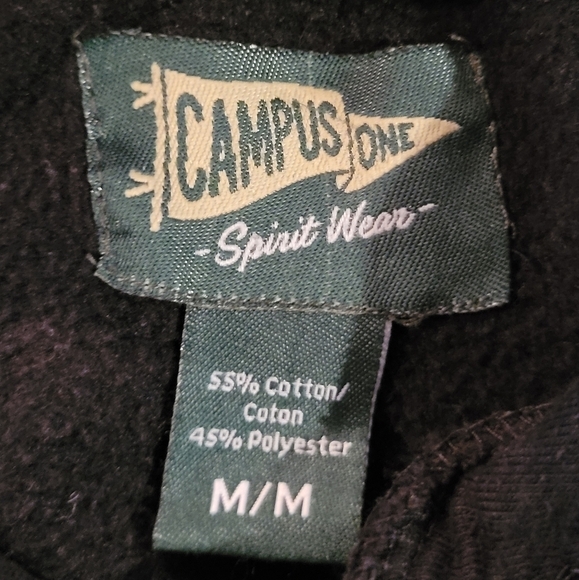 CAMPUS ONE
-Spirit Wear-
55% Cotton/
Coton
45% Polyester
M/M